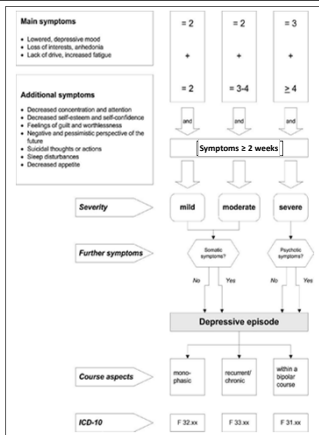 Main symptoms
• Lowered, depressive mood
• Loss of interests, anhedonia
• Lack of drive, increased fatigue
= 2
= 2
= 3
+
+
+
Additional symptoms
• Decreased concentration and attention
• Decreased self-esteem and self-confidence
• Feelings of guilt and worthlessness
• Negative and pessimistic perspective of the
future
• Suicidal thoughts or actions
• Sleep disturbances
• Decreased appetite
= 2
= 3-4
≥ 4
and
and
and
Symptoms ≥ 2 weeks
Severity
mild
moderate
severe
Further symptoms
Somatic
symptoms?
Psychotic
symptoms?
No
Yes
No
Yes
Depressive episode
Course aspects
mono-
phasic
recurrent/
chronic
within a
bipolar
course
ICD-10
F 32.xx
F 33.xx
F 31.xx